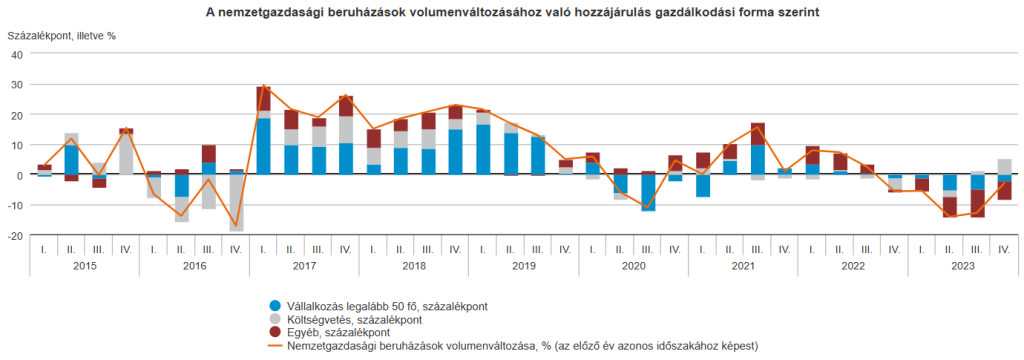 A nemzetgazdasági beruházások volumenváltozásához való hozzájárulás gazdálkodási forma szerint
Százalékpont, illetve %
40
30
20
10
0
-10
-20
I. II. III. IV. I. II. III. IV. I. II. III. IV. I. II. III. IV. I. II. III. IV. I. II. III. IV. I. II. III. IV. I. II. III. IV. I. II. III. IV.
2015 2016 2017 2018 2019 2020 2021 2022 2023
Vállalkozás legalább 50 fő, százalékpont
Költségvetés, százalékpont
Egyéb, százalékpont
Nemzetgazdasági beruházások volumenváltozása, % (az előző év azonos időszakához képest)